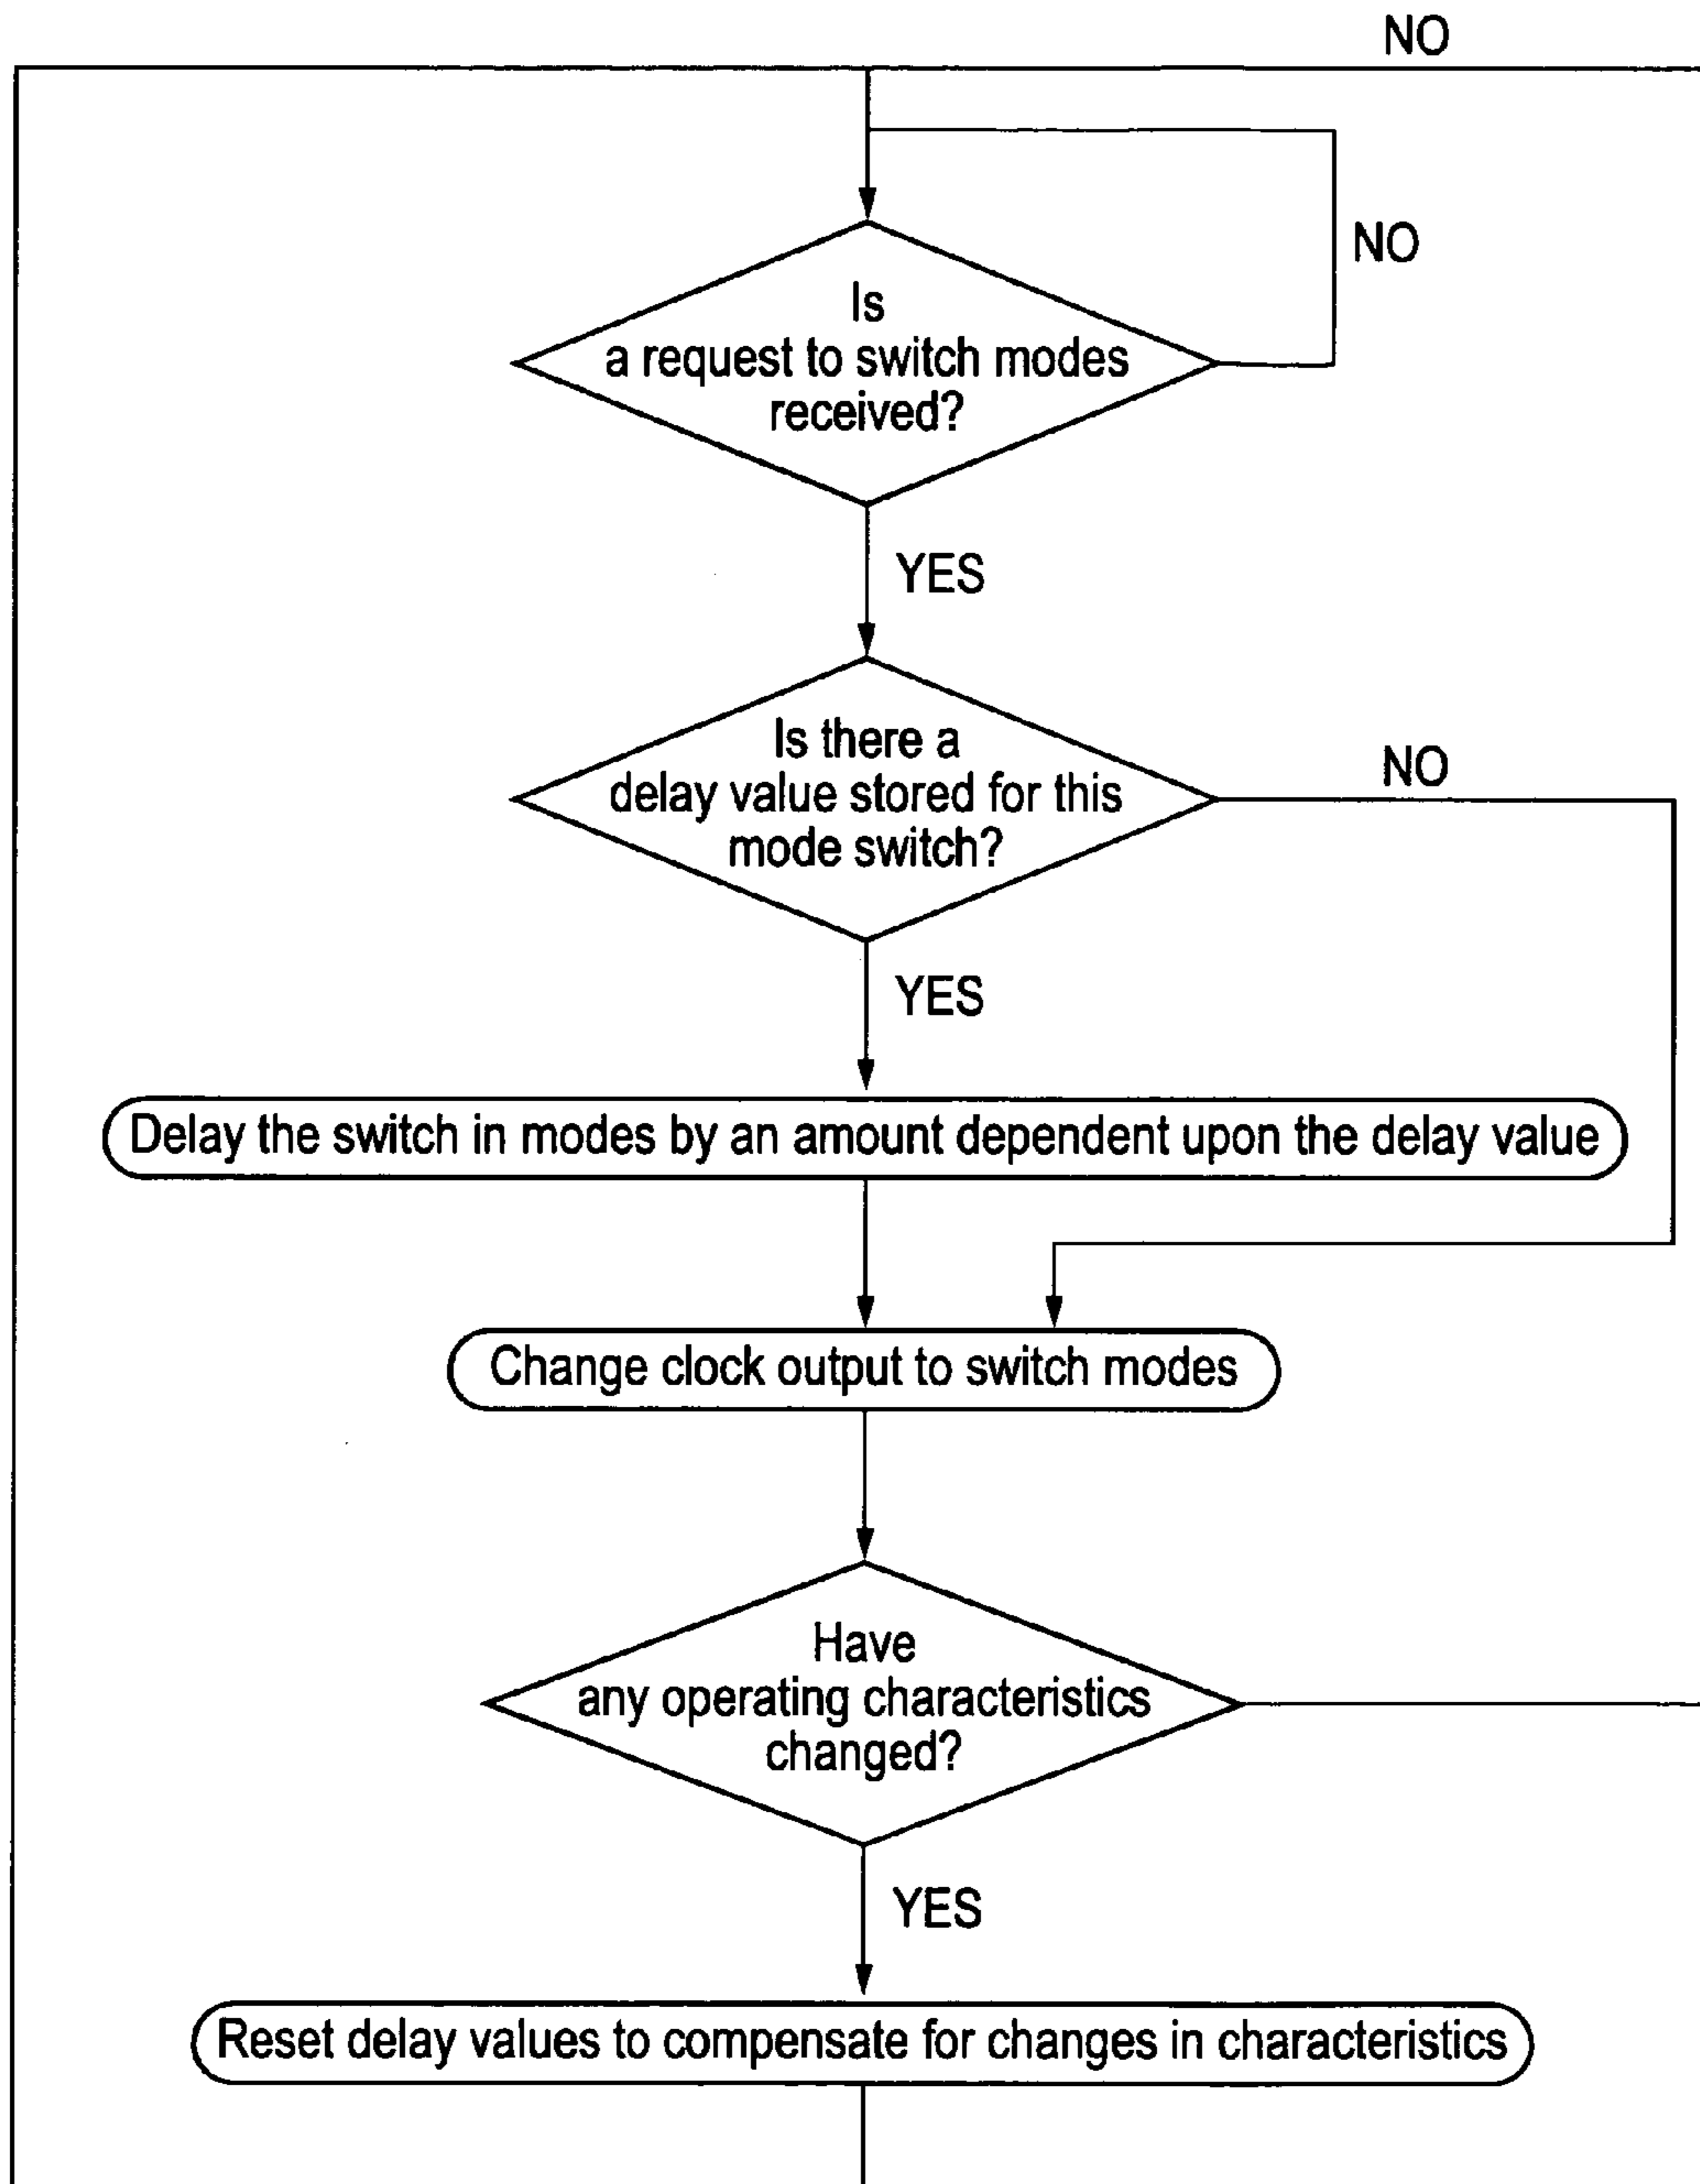 NO
Is
a request to switch modes
received?
NO
YES
Is there a
delay value stored for this
mode switch?
NO
YES
Delay the switch in modes by an amount dependent upon the delay value
Change clock output to switch modes
Have
any operating characteristics
changed?
YES
Reset delay values to compensate for changes in characteristics